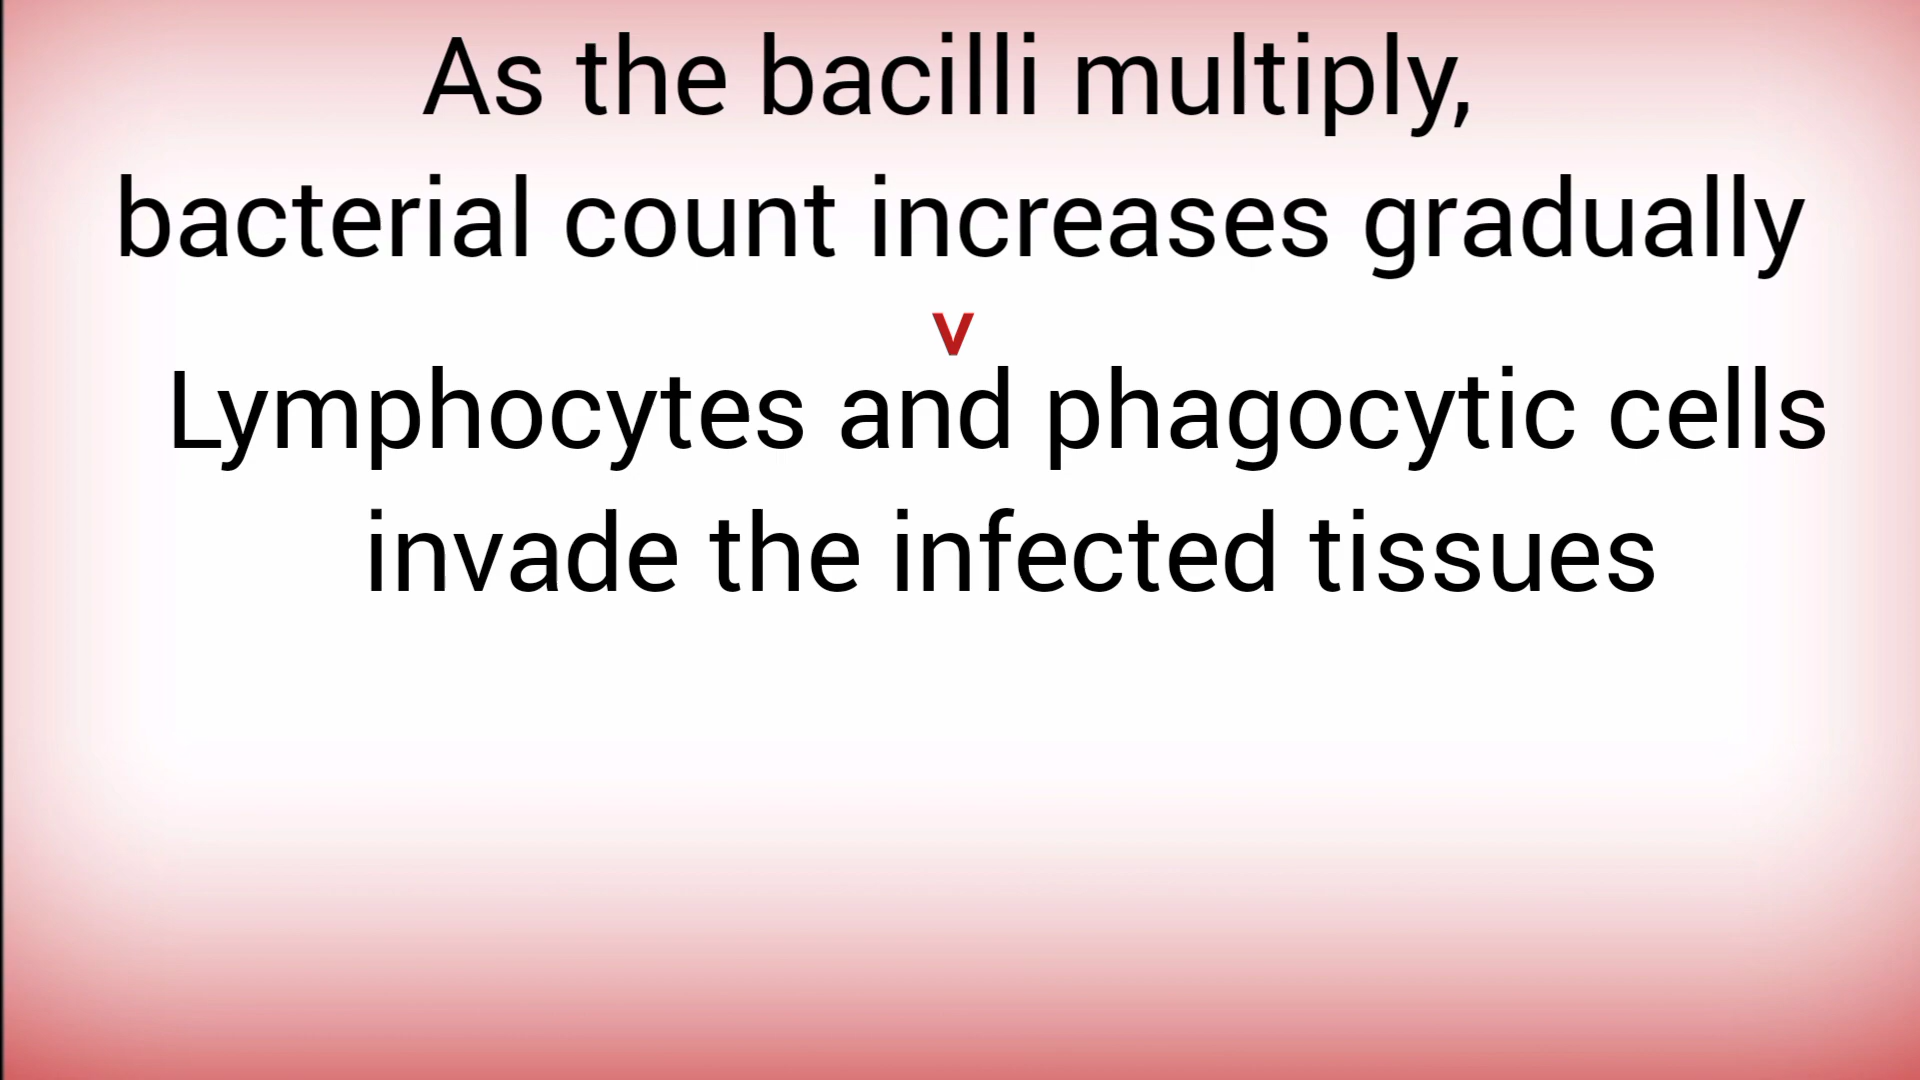 As the bacilli multiply,
bacterial count increases gradually
v
Lymphocytes and phagocytic cells
invade the infected tissues